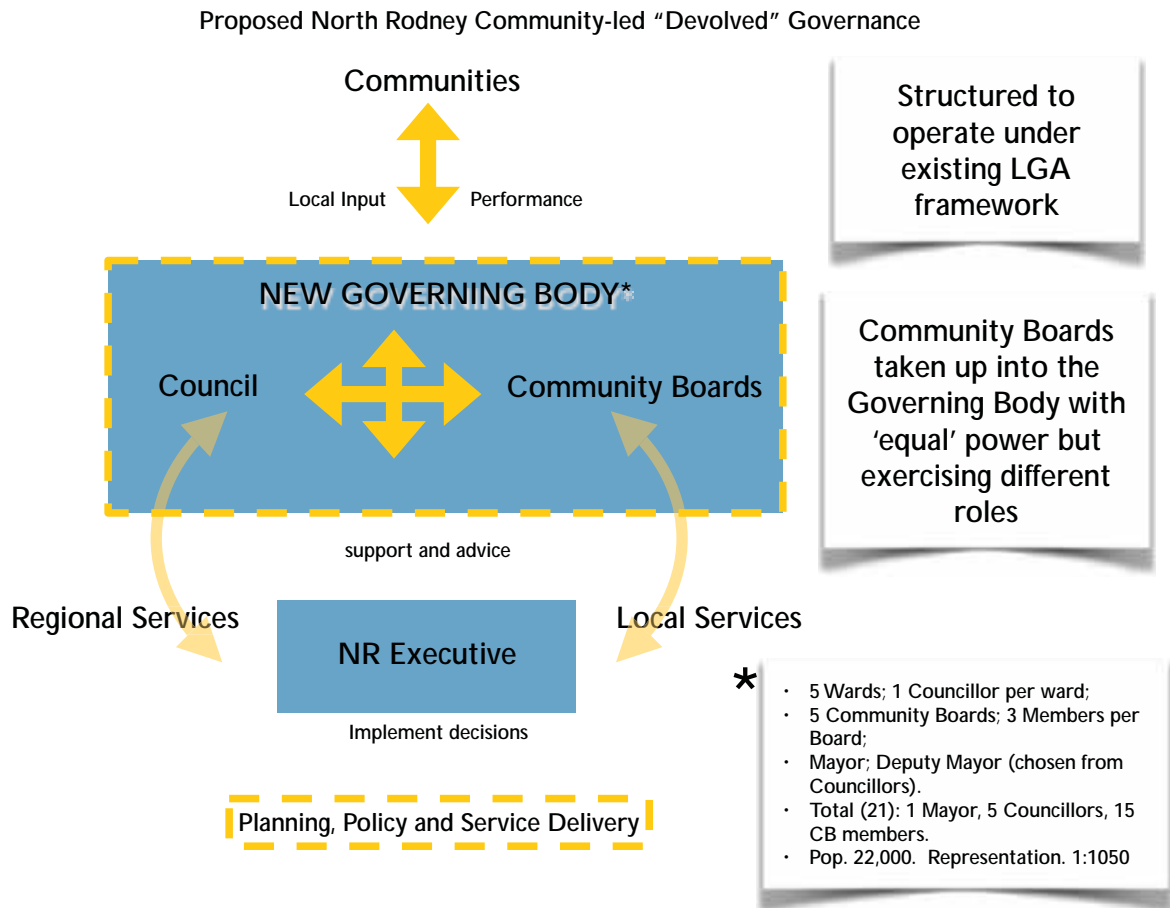 Proposed North Rodney Community-led “Devolved” Governance
Communities
Local Input
Performance
NEW GOVERNING BODY*
Council
Community Boards
support and advice
Regional Services
Local Services
NR Executive
Implement decisions
Planning, Policy and Service Delivery
Structured to
operate under
existing LGA
framework
Community Boards
taken up into the
Governing Body with
‘equal’ power but
exercising different
roles
*
• 5 Wards; 1 Councillor per ward;
• 5 Community Boards; 3 Members per
Board;
• Mayor; Deputy Mayor (chosen from
Councillors).
• Total (21): 1 Mayor, 5 Councillors, 15
CB members.
• Pop. 22,000. Representation. 1:1050